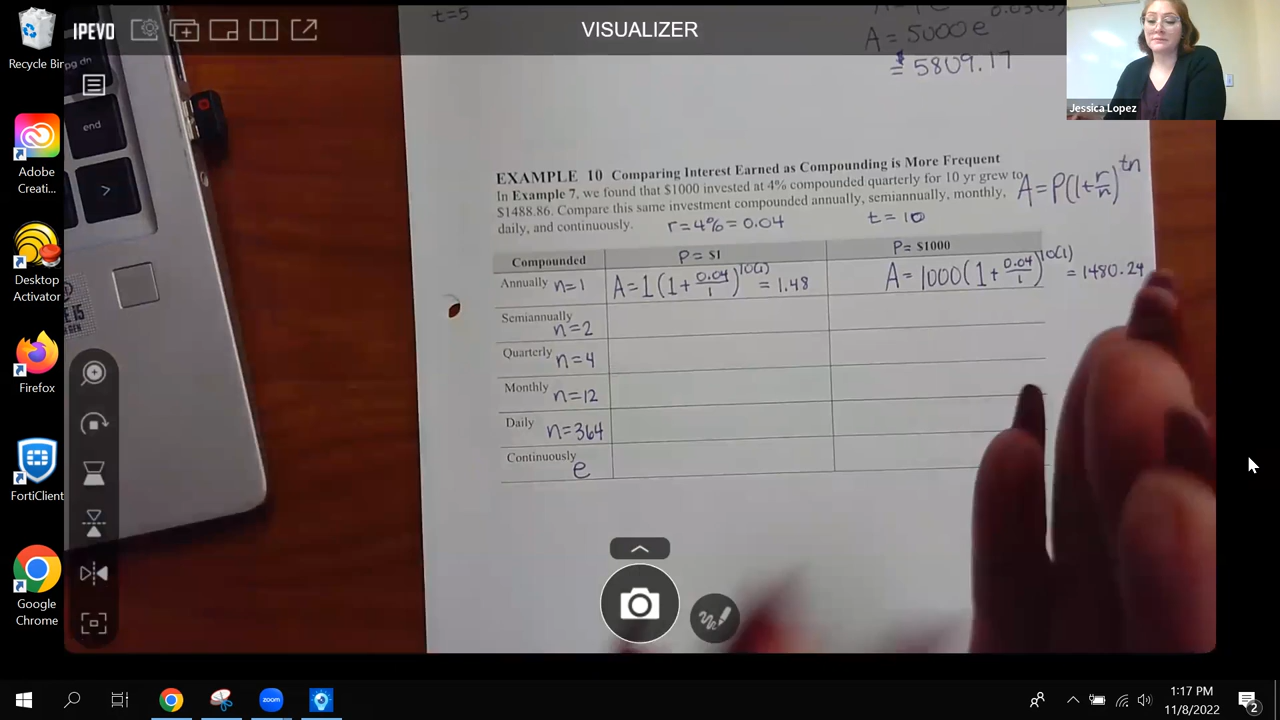 Recycle Bin
Adobe
Creati...
Desktop
Activator
Firefox
FortiClient
Google
Chrome
IPEVO
VISUALIZER
Jessica Lopez
pg dn
end
t=5
A = 5000e
= $5809.17
EXAMPLE 10 Comparing Interest Earned as Compounding is More Frequent
In Example 7, we found that $1000 invested at 4% compounded quarterly for 10 yr grew to
$1488.86. Compare this same investment compounded annually, semiannually, monthly,
daily, and continuously.
r=4%=0.04
t=10
A=P(1+r/n)^tn
Compounded P=$1 P=$1000
Annually n=1 A=1(1+0.04/1)^10(1) = 1.48 A=1000(1+0.04/1)^10(1) = 1480.24
Semiannually
n=2
Quarterly n=4
Monthly n=12
Daily n=364
Continuously
e
zoom
1:17 PM
11/8/2022
2